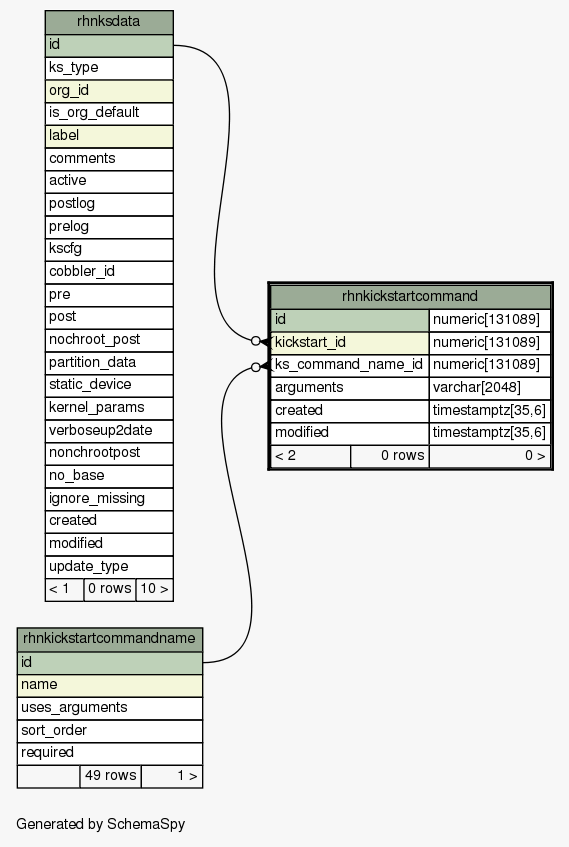 rhnksdata
id
ks_type
org_id
is_org_default
label
comments
active
postlog
prelog
kscfg
cobbler_id
pre
post
nochroot_post
partition_data
static_device
kernel_params
verboseup2date
nonchrootpost
no_base
ignore_missing
created
modified
update_type
< 1 0 rows 10 >
rhnkickstartcommand
id numeric[131089]
kickstart_id numeric[131089]
ks_command_name_id numeric[131089]
arguments varchar[2048]
created timestamptz[35,6]
modified timestamptz[35,6]
< 2 0 rows 0 >
rhnkickstartcommandname
id
name
uses_arguments
sort_order
required
49 rows 1 >
Generated by SchemaSpy